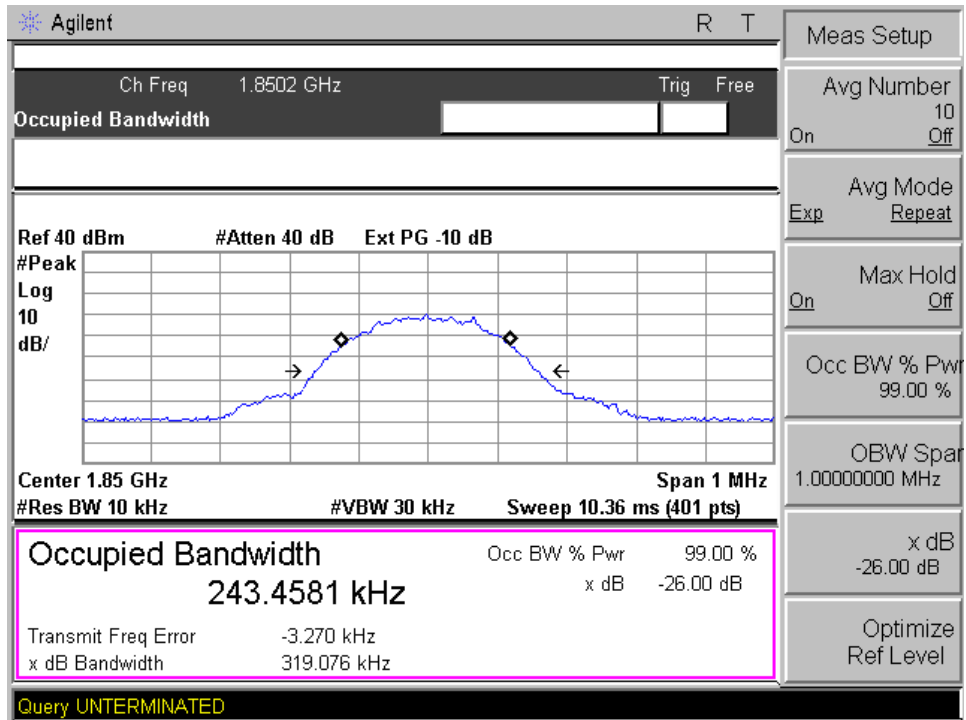 Agilent R T
Ch Freq 1.8502 GHz Trig Free
Occupied Bandwidth
Ref 40 dBm #Atten 40 dB Ext PG -10 dB
#Peak
Log
10
dB/
Center 1.85 GHz Span 1 MHz
#Res BW 10 kHz #VBW 30 kHz Sweep 10.36 ms (401 pts)
Occupied Bandwidth Occ BW % Pwr 99.00 %
243.4581 kHz x dB -26.00 dB
Transmit Freq Error -3.270 kHz
x dB Bandwidth 319.076 kHz
Query UNTERMINATED
Meas Setup
Avg Number
10
On Off
Avg Mode
Exp Repeat
Max Hold
On Off
Occ BW % Pwr
99.00 %
OBW Span
1.00000000 MHz
x dB
-26.00 dB
Optimize
Ref Level